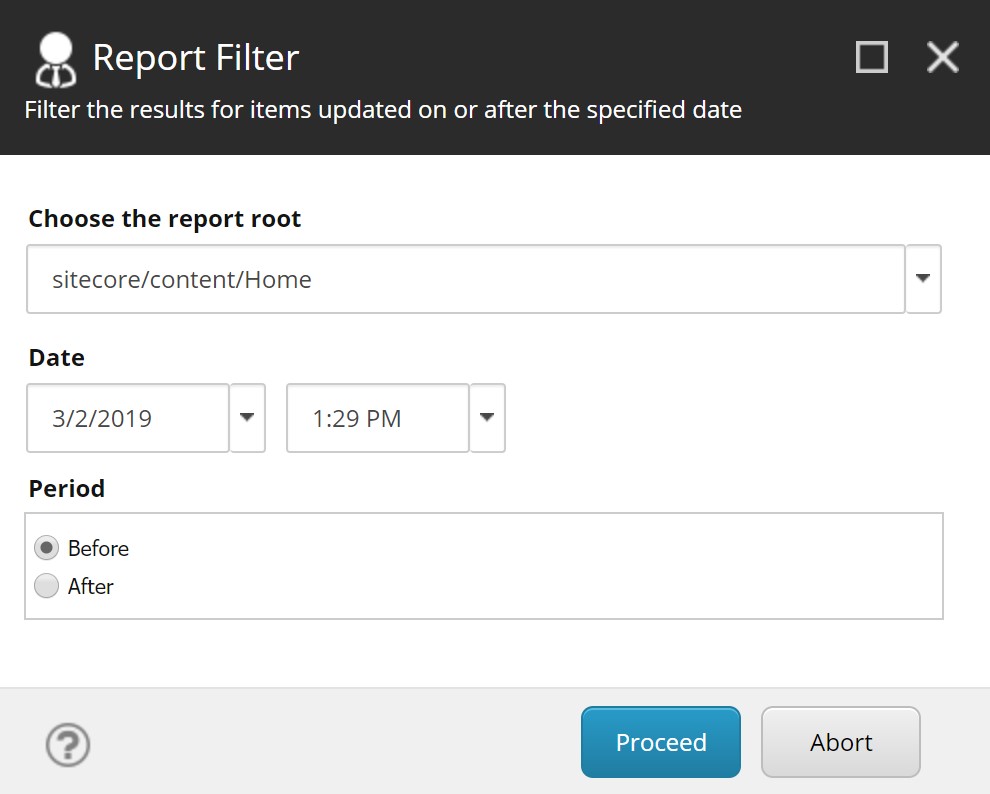 Report Filter
Filter the results for items updated on or after the specified date
Choose the report root
sitecore/content/Home
Date
3/2/2019 1:29 PM
Period
Before
After
? Proceed Abort